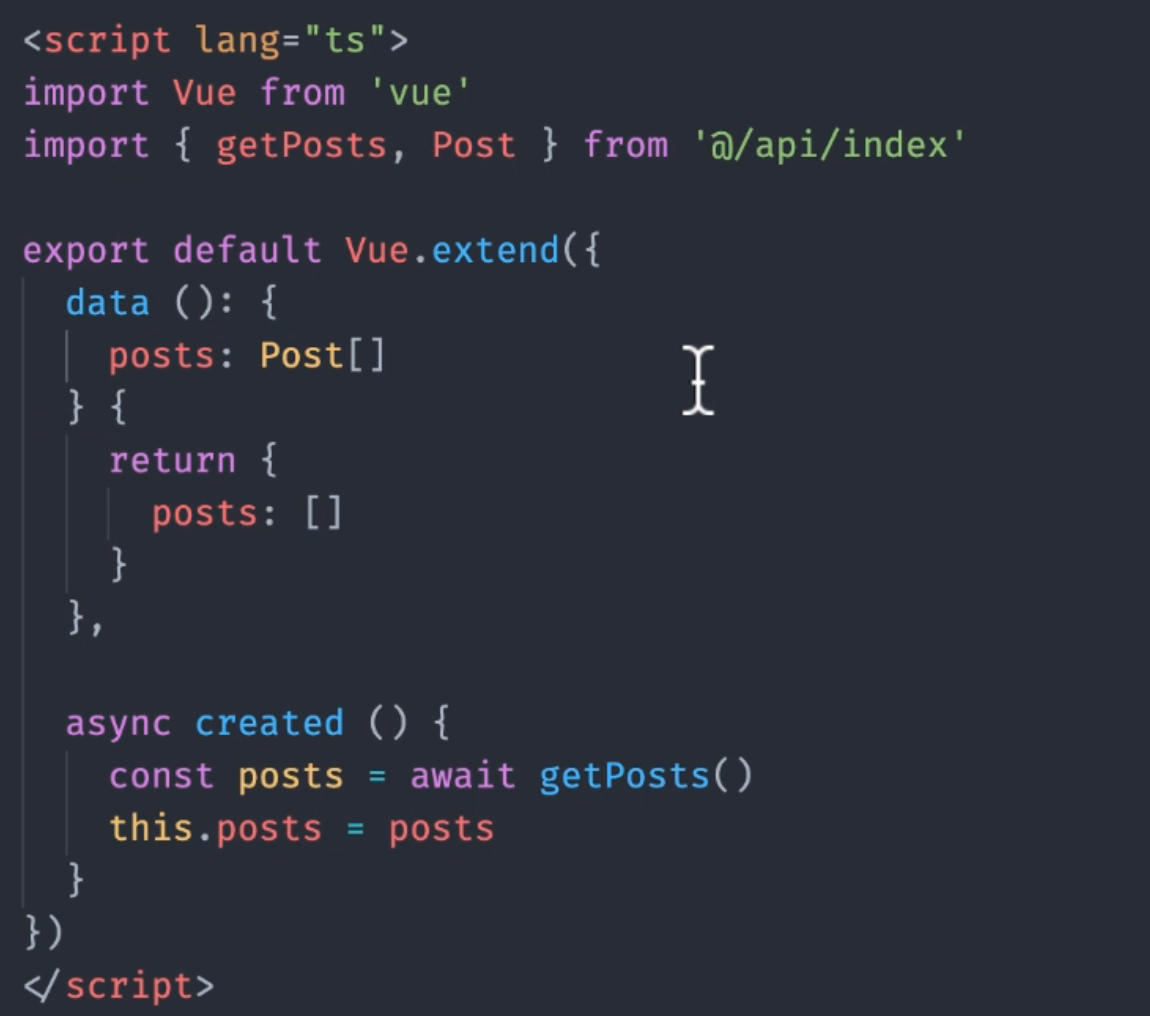 <script lang="ts">
import Vue from 'vue'
import { getPosts, Post } from '@/api/index'

export default Vue.extend({
  data (): {
    posts: Post[]
  } {
    return {
      posts: []
    }
  },

  async created () {
    const posts = await getPosts()
    this.posts = posts
  }
})
</script>